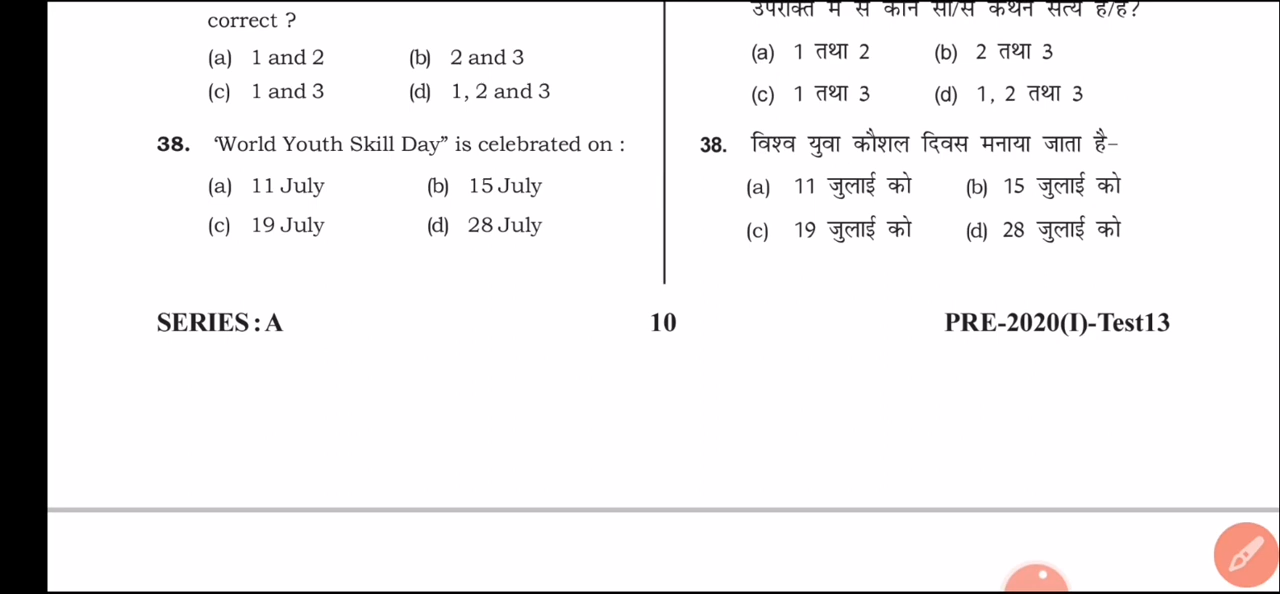 correct ?
(a) 1 and 2 (b) 2 and 3
(c) 1 and 3 (d) 1, 2 and 3
38. ‘World Youth Skill Day” is celebrated on :
(a) 11 July (b) 15 July
(c) 19 July (d) 28 July
उपरोक्त में से कौन सा/से कथन सत्य है/हैं?
(a) 1 तथा 2 (b) 2 तथा 3
(c) 1 तथा 3 (d) 1, 2 तथा 3
38. विश्व युवा कौशल दिवस मनाया जाता है-
(a) 11 जुलाई को (b) 15 जुलाई को
(c) 19 जुलाई को (d) 28 जुलाई को
SERIES : A 10 PRE-2020(I)-Test13